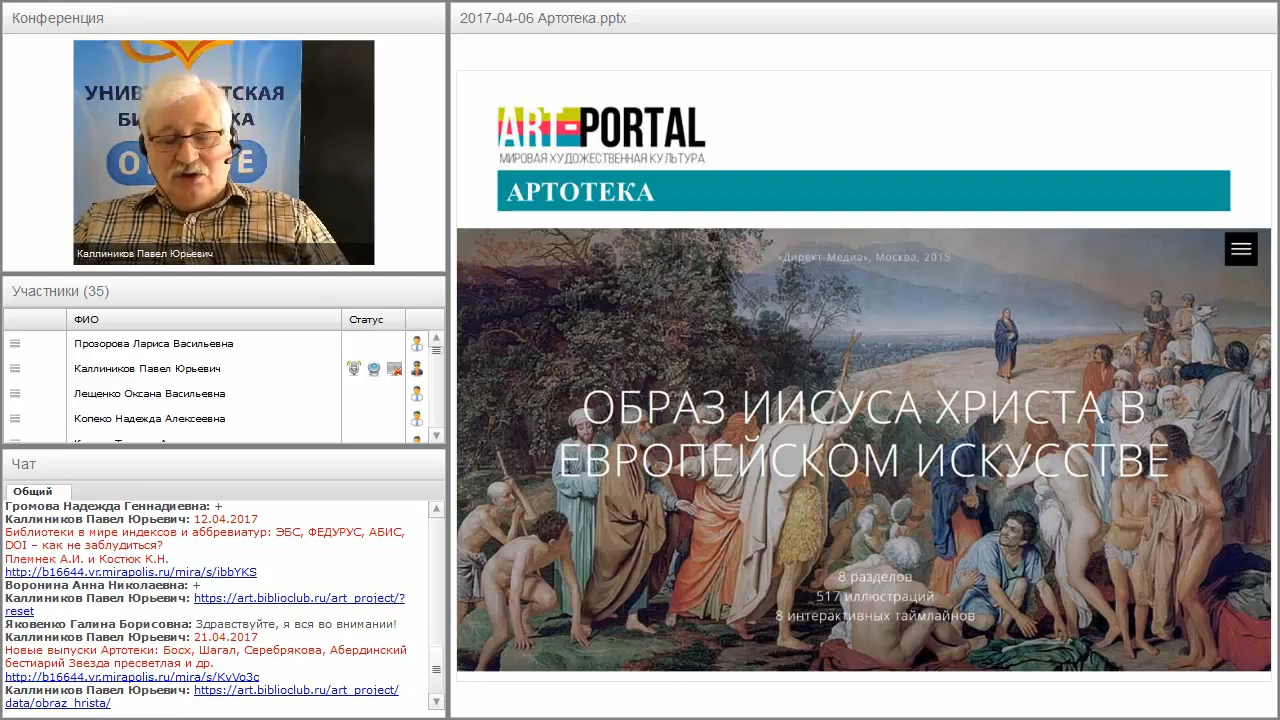 Конференция
УНИВ ТСКАЯ
БИ КА
О Е
Каллиников Павел Юрьевич
Участники (35)
ФИО
Статус
Прозорова Лариса Васильевна
Каллиников Павел Юрьевич
Лещенко Оксана Васильевна
Копеко Надежда Алексеевна
Чат
Общий
Громова Надежда Геннадиевна: +
Каллиников Павел Юрьевич: 12.04.2017
Библиотеки в мире индексов и аббревиатур: ЭБС, ФЕДУРУС, АБИС,
DOI – как не заблудиться?
Племнек А.И. и Костюк К.Н.
http://b16644.vr.mirapolis.ru/mira/s/ibbYKS
Воронина Анна Николаевна: +
Каллиников Павел Юрьевич: https://art.biblioclub.ru/art_project/?
reset
Яковенко Галина Борисовна: Здравствуйте, я вся во внимании!
Каллиников Павел Юрьевич: 21.04.2017
Новые выпуски Артотеки: Босх, Шагал, Серебрякова, Абердинский
бестиарий Звезда пресветлая и др.
http://b16644.vr.mirapolis.ru/mira/s/KvVo3c
Каллиников Павел Юрьевич: https://art.biblioclub.ru/art_project/
data/obraz_hrista/
2017-04-06 Артотека.pptx
ART-PORTAL
МИРОВАЯ ХУДОЖЕСТВЕННАЯ КУЛЬТУРА
АРТОТЕКА
«Директ-Медиа», Москва, 2015
ОБРАЗ ИИСУСА ХРИСТА В
ЕВРОПЕЙСКОМ ИСКУССТВЕ
8 разделов
517 иллюстраций
8 интерактивных таймлайнов